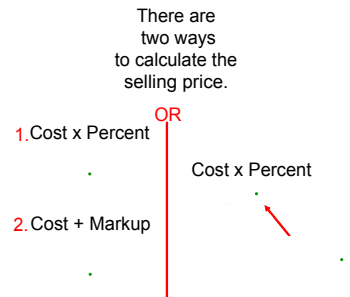 There are
two ways
to calculate the
selling price.
OR
1. Cost x Percent
2. Cost + Markup
Cost x Percent